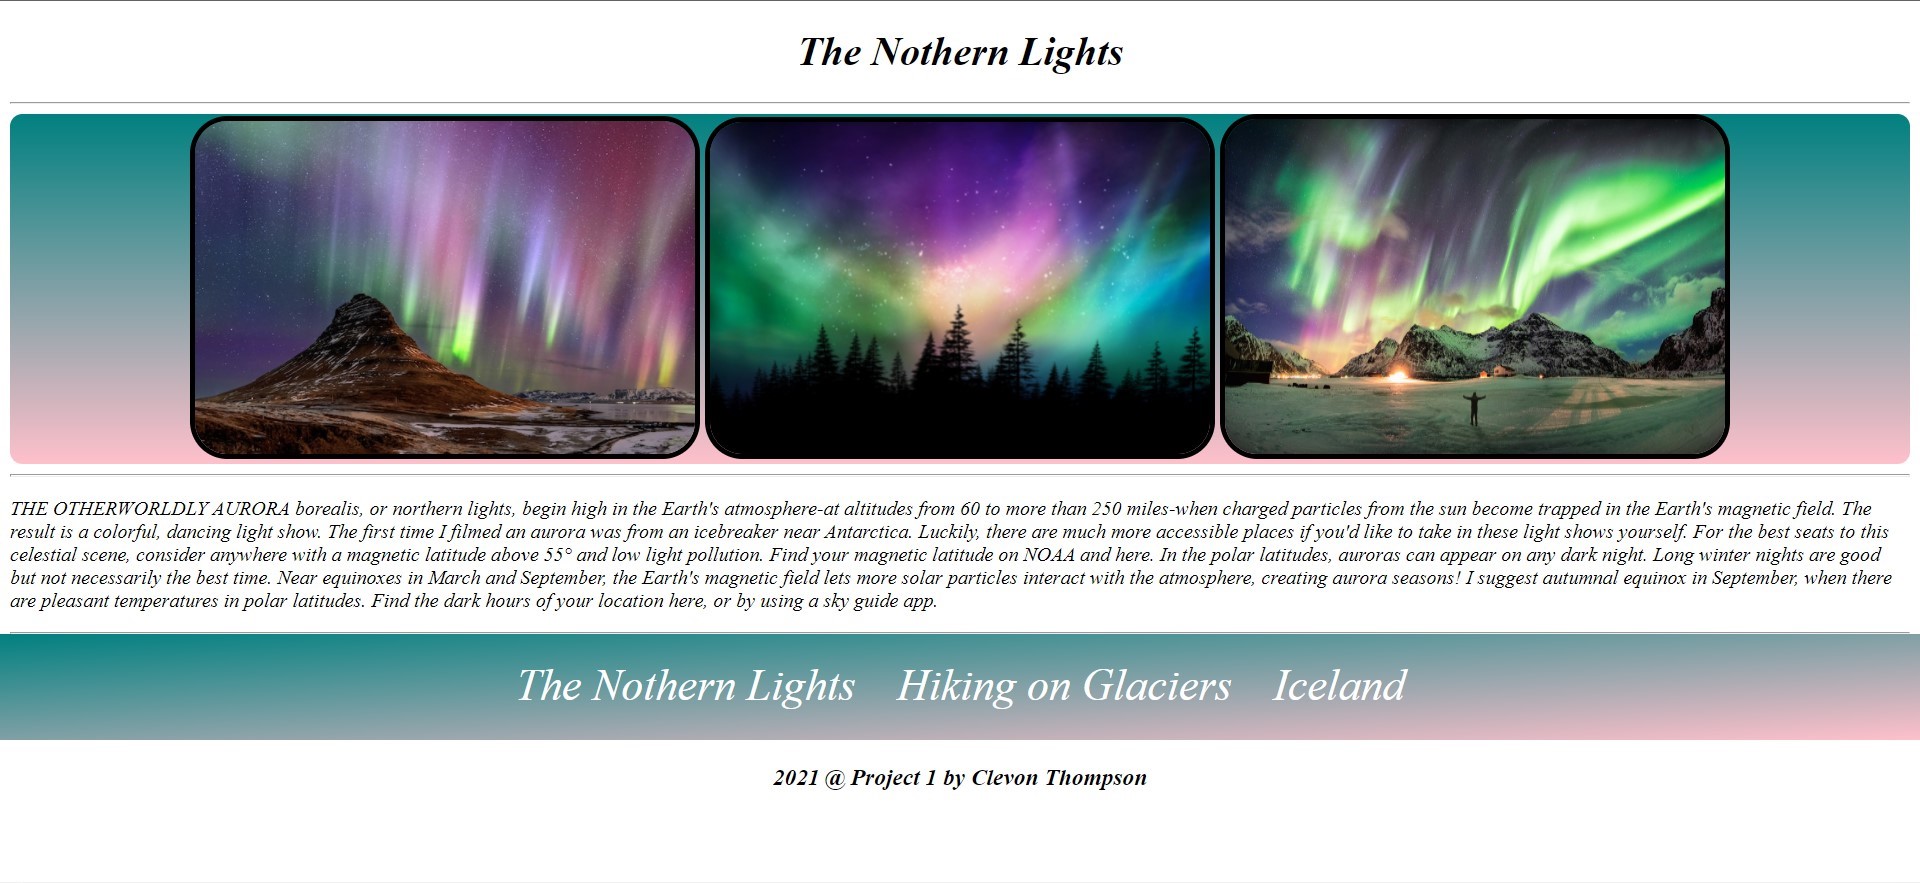 The Nothern Lights
THE OTHERWORLDLY AURORA borealis, or northern lights, begin high in the Earth's atmosphere-at altitudes from 60 to more than 250 miles-when charged particles from the sun become trapped in the Earth's magnetic field. The
result is a colorful, dancing light show. The first time I filmed an aurora was from an icebreaker near Antarctica. Luckily, there are much more accessible places if you'd like to take in these light shows yourself. For the best seats to this
celestial scene, consider anywhere with a magnetic latitude above 55° and low light pollution. Find your magnetic latitude on NOAA and here. In the polar latitudes, auroras can appear on any dark night. Long winter nights are good
but not necessarily the best time. Near equinoxes in March and September, the Earth's magnetic field lets more solar particles interact with the atmosphere, creating aurora seasons! I suggest autumnal equinox in September, when there
are pleasant temperatures in polar latitudes. Find the dark hours of your location here, or by using a sky guide app.
The Nothern Lights Hiking on Glaciers Iceland
2021 @ Project 1 by Clevon Thompson